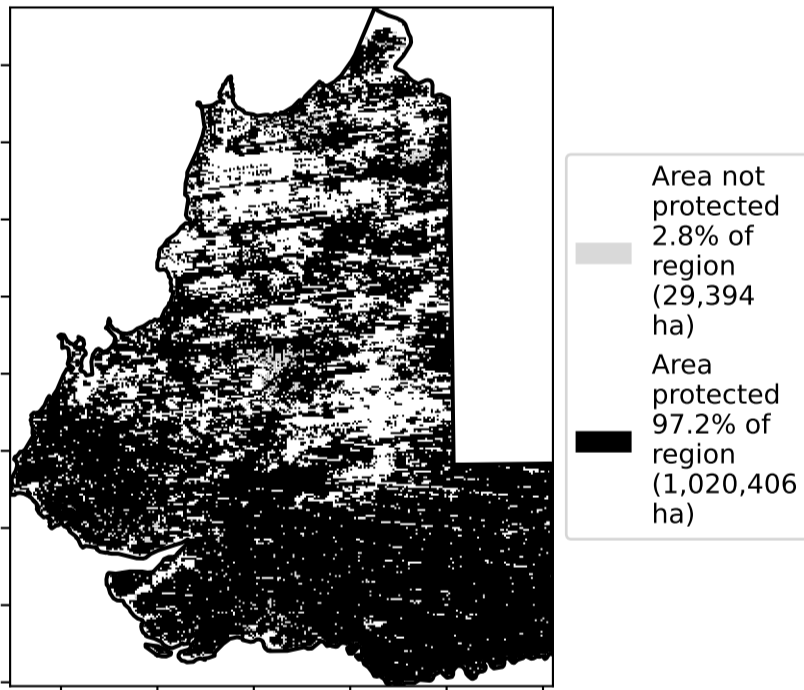 Area not
protected
2.8% of
region
(29,394
ha)
Area
protected
97.2% of
region
(1,020,406
ha)